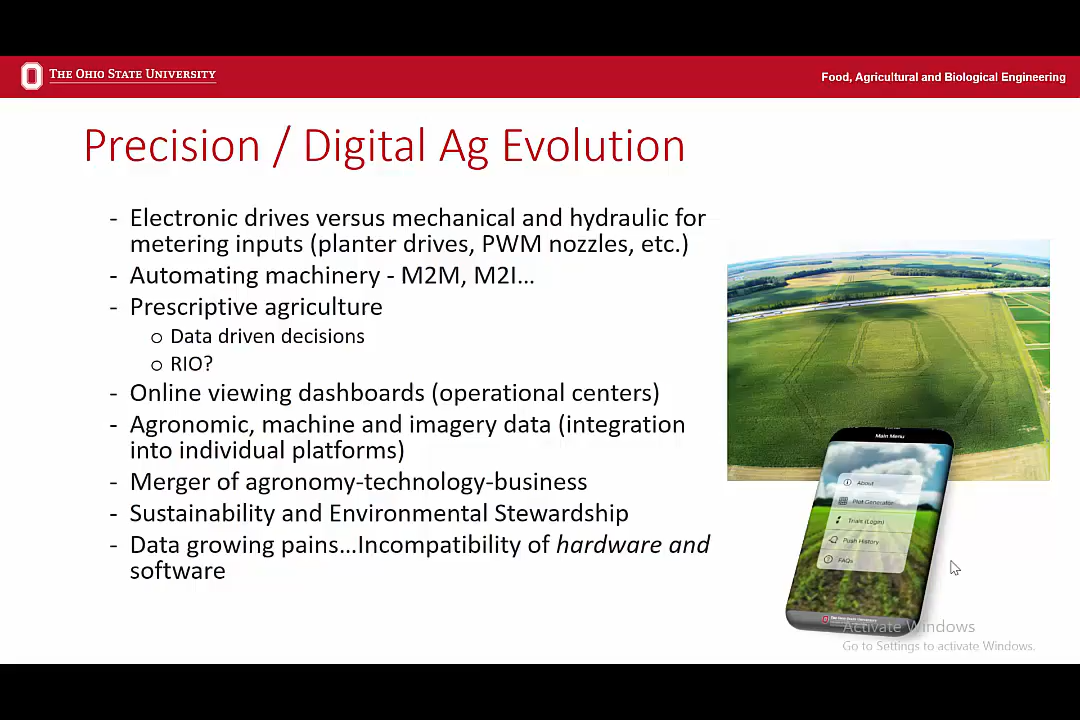 THE OHIO STATE UNIVERSITY
Food, Agricultural and Biological Engineering
Precision / Digital Ag Evolution
- Electronic drives versus mechanical and hydraulic for
metering inputs (planter drives, PWM nozzles, etc.)
- Automating machinery - M2M, M2I…
- Prescriptive agriculture
o Data driven decisions
o RIO?
- Online viewing dashboards (operational centers)
- Agronomic, machine and imagery data (integration
into individual platforms)
- Merger of agronomy-technology-business
- Sustainability and Environmental Stewardship
- Data growing pains…Incompatibility of hardware and
software
Main Menu
About
Plot Generator
Trials (Login)
Push History
FAQs
The Ohio State University
Activate Windows
Go to Settings to activate Windows.